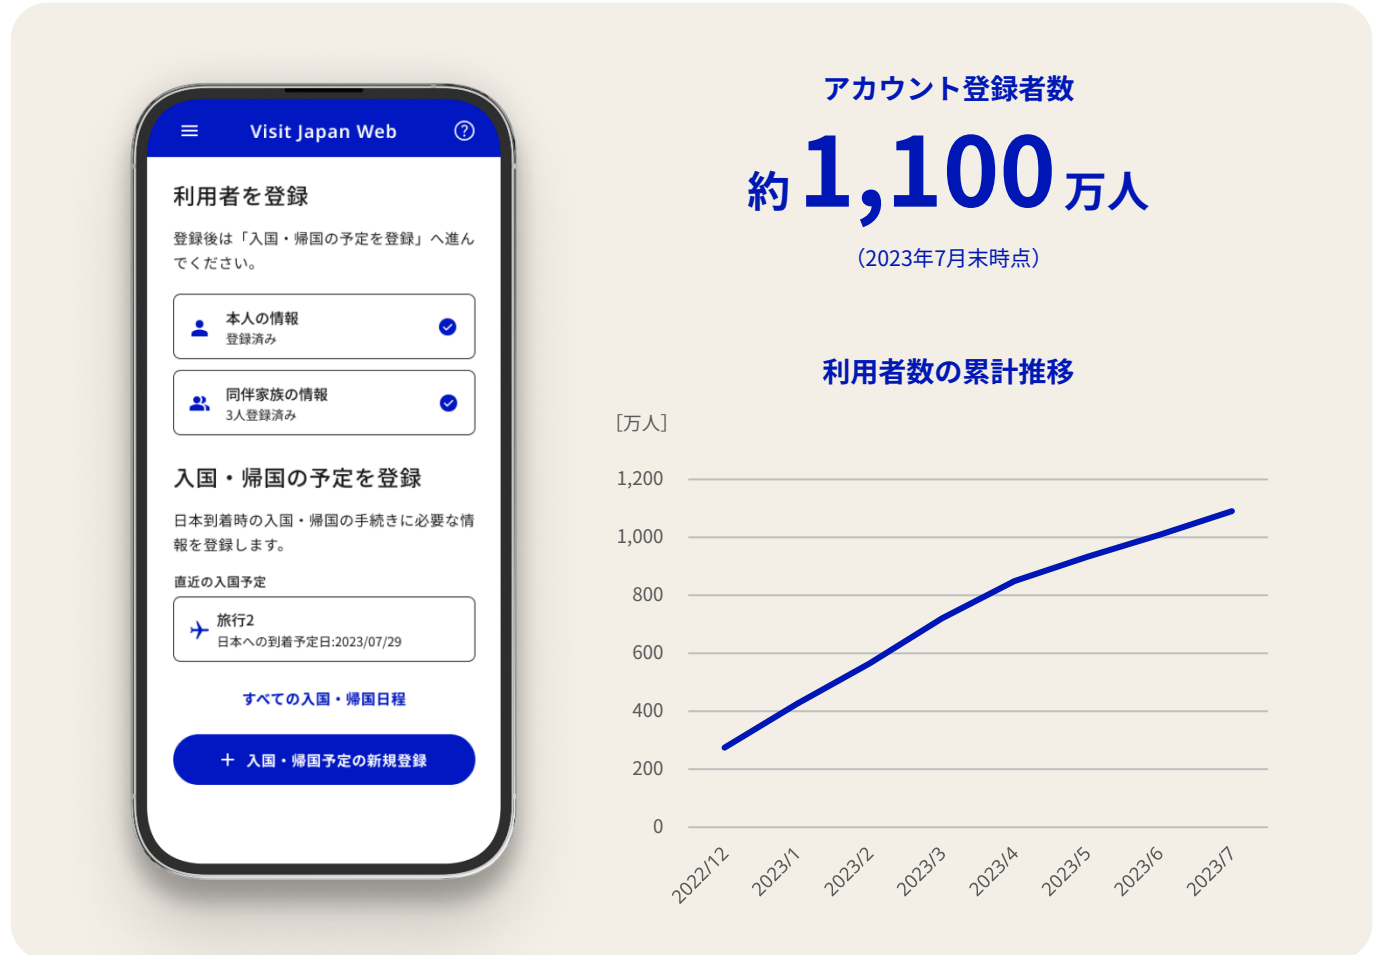 Visit Japan Web
利用者を登録
登録後は「入国・帰国の予定を登録」へ進ん
でください。
本人の情報
登録済み
同伴家族の情報
3人登録済み
入国・帰国の予定を登録
日本到着時の入国・帰国の手続きに必要な情
報を登録します。
直近の入国予定
旅行2
日本への到着予定日:2023/07/29
すべての入国・帰国日程
+ 入国・帰国予定の新規登録
アカウント登録者数
約 1,100 万人
（2023年7月末時点）
利用者数の累計推移
［万人］
1,200
1,000
800
600
400
200
0
2022/12
2023/1
2023/2
2023/3
2023/4
2023/5
2023/6
2023/7